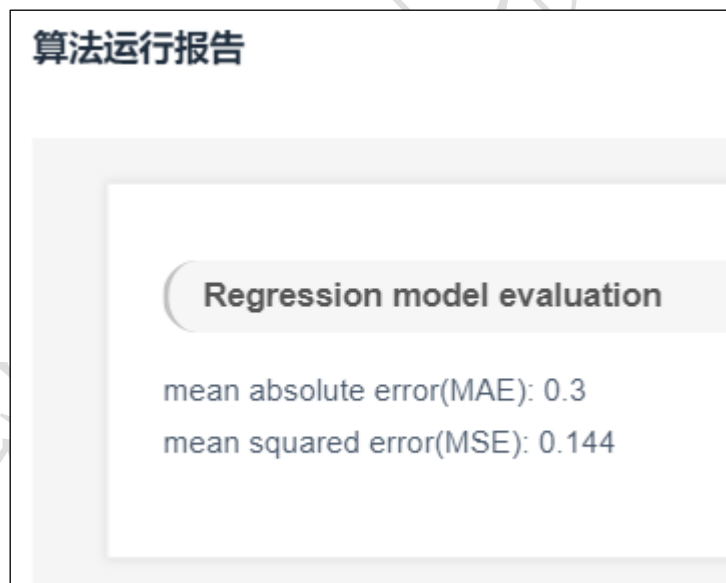 算法运行报告
Regression model evaluation
mean absolute error(MAE): 0.3
mean squared error(MSE): 0.144